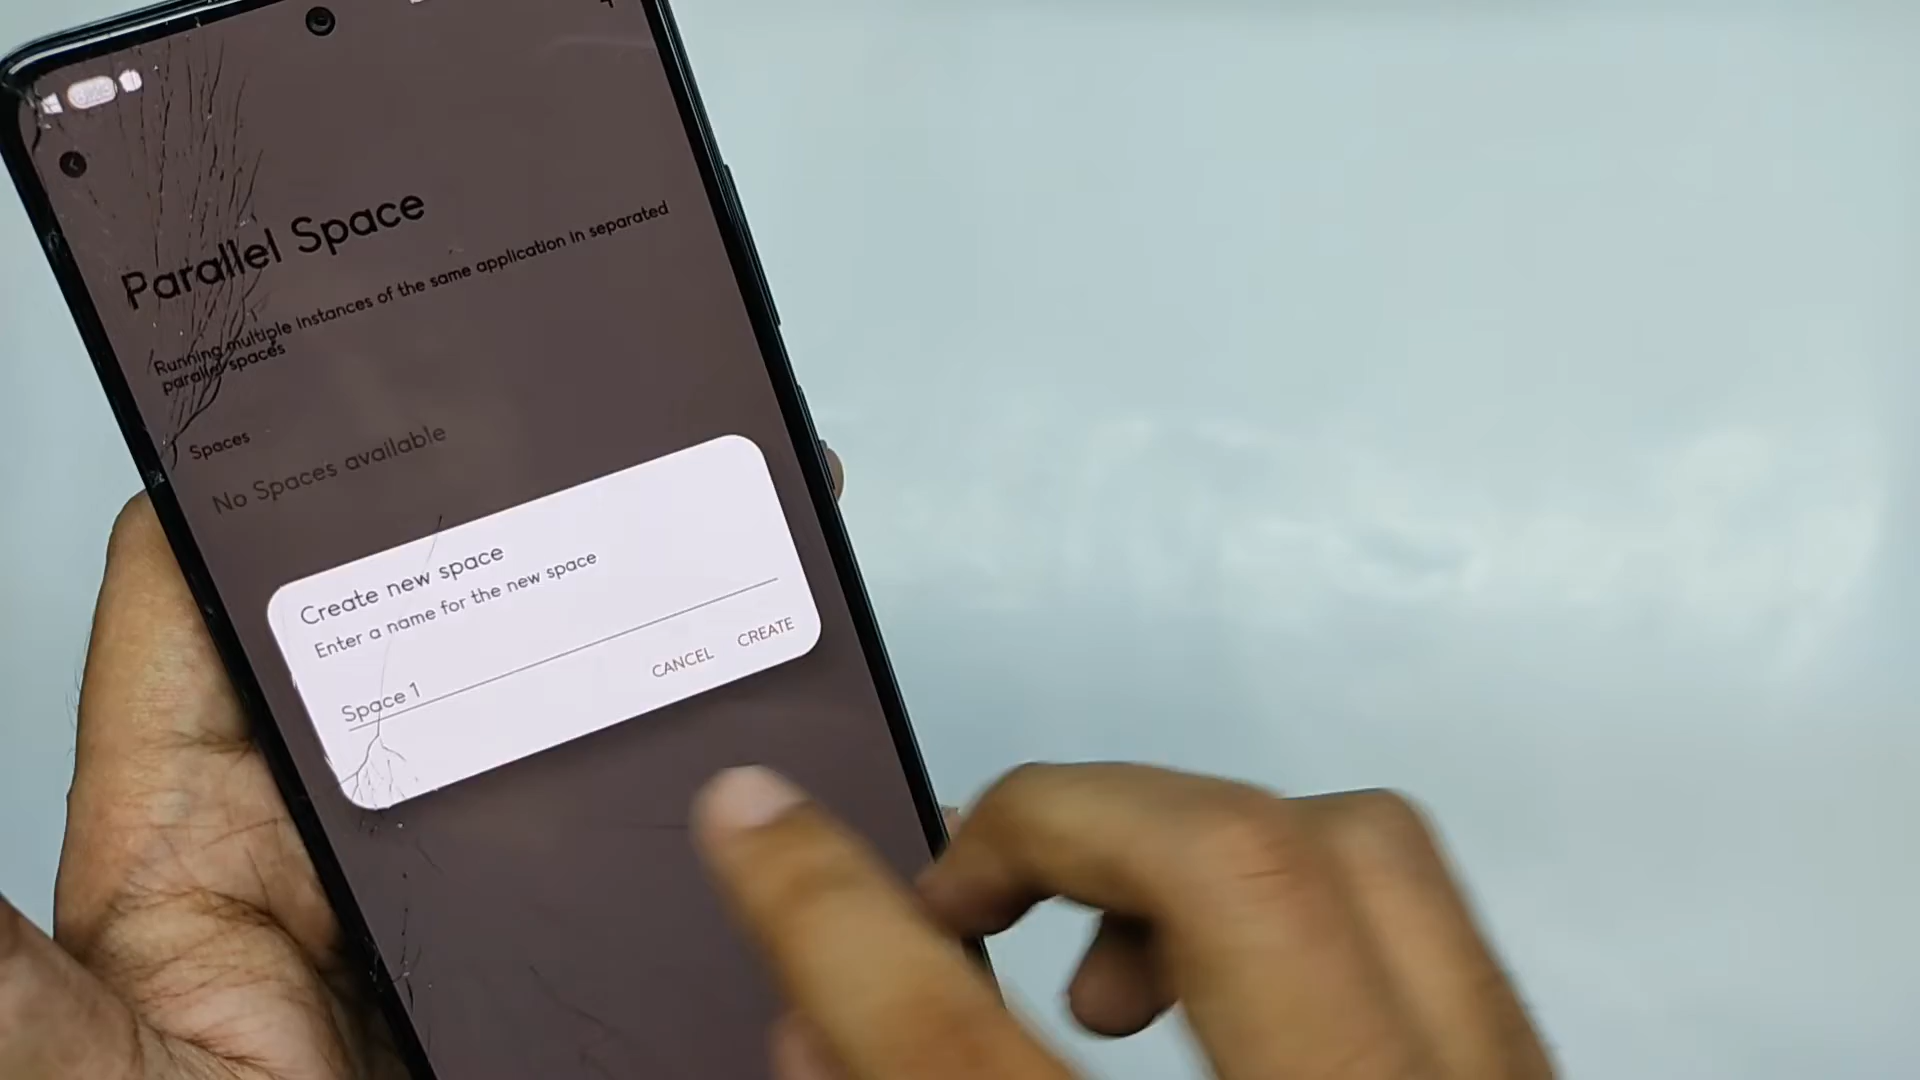 Parallel Space
Running multiple instances of the same application in separated
parallel spaces
Spaces
No Spaces available
Create new space
Enter a name for the new space
Space 1
CANCEL CREATE